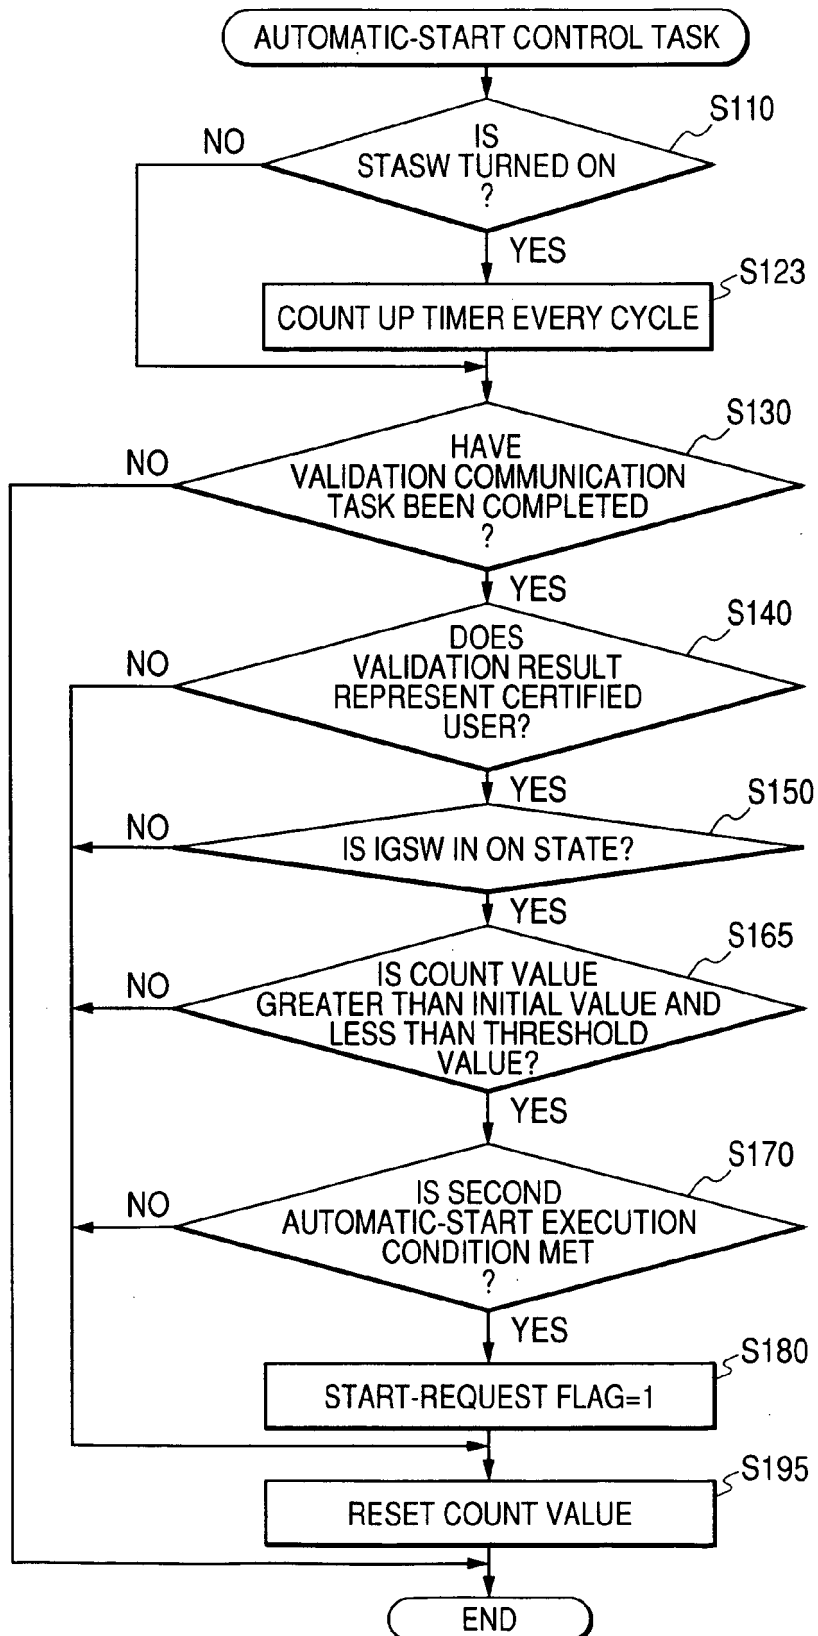 AUTOMATIC-START CONTROL TASK
S110
NO
IS
STASW TURNED ON
?
YES
S123
COUNT UP TIMER EVERY CYCLE
S130
NO
HAVE
VALIDATION COMMUNICATION
TASK BEEN COMPLETED
?
YES
S140
NO
DOES
VALIDATION RESULT
REPRESENT CERTIFIED
USER?
YES
S150
NO
IS IGSW IN ON STATE?
YES
S165
NO
IS COUNT VALUE
GREATER THAN INITIAL VALUE AND
LESS THAN THRESHOLD
VALUE?
YES
S170
NO
IS SECOND
AUTOMATIC-START EXECUTION
CONDITION MET
?
YES
S180
START-REQUEST FLAG=1
S195
RESET COUNT VALUE
END